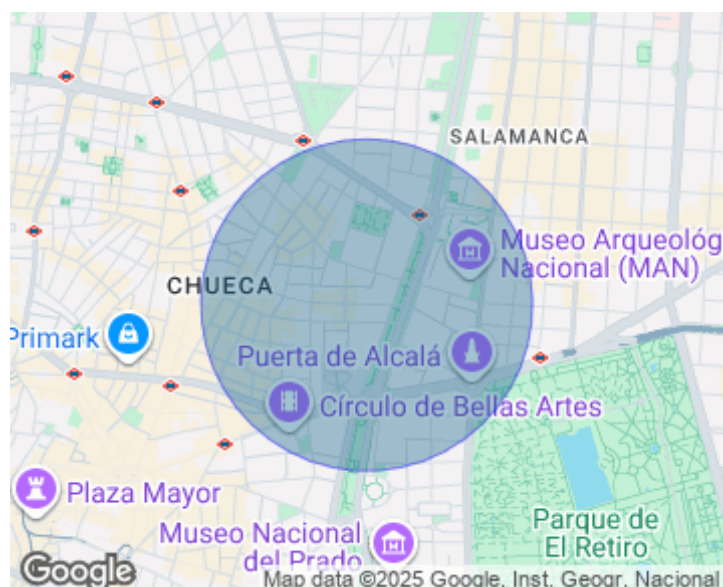 SALAMANCA
Museo Arqueológ
Nacional (MAN)
CHUECA
Primark
Puerta de Alcalá
Círculo de Bellas Artes
Plaza Mayor
Museo Nacional
del Prado
Parque de
El Retiro
Google
Map data ©2025 Google, Inst. Geogr. Nacional